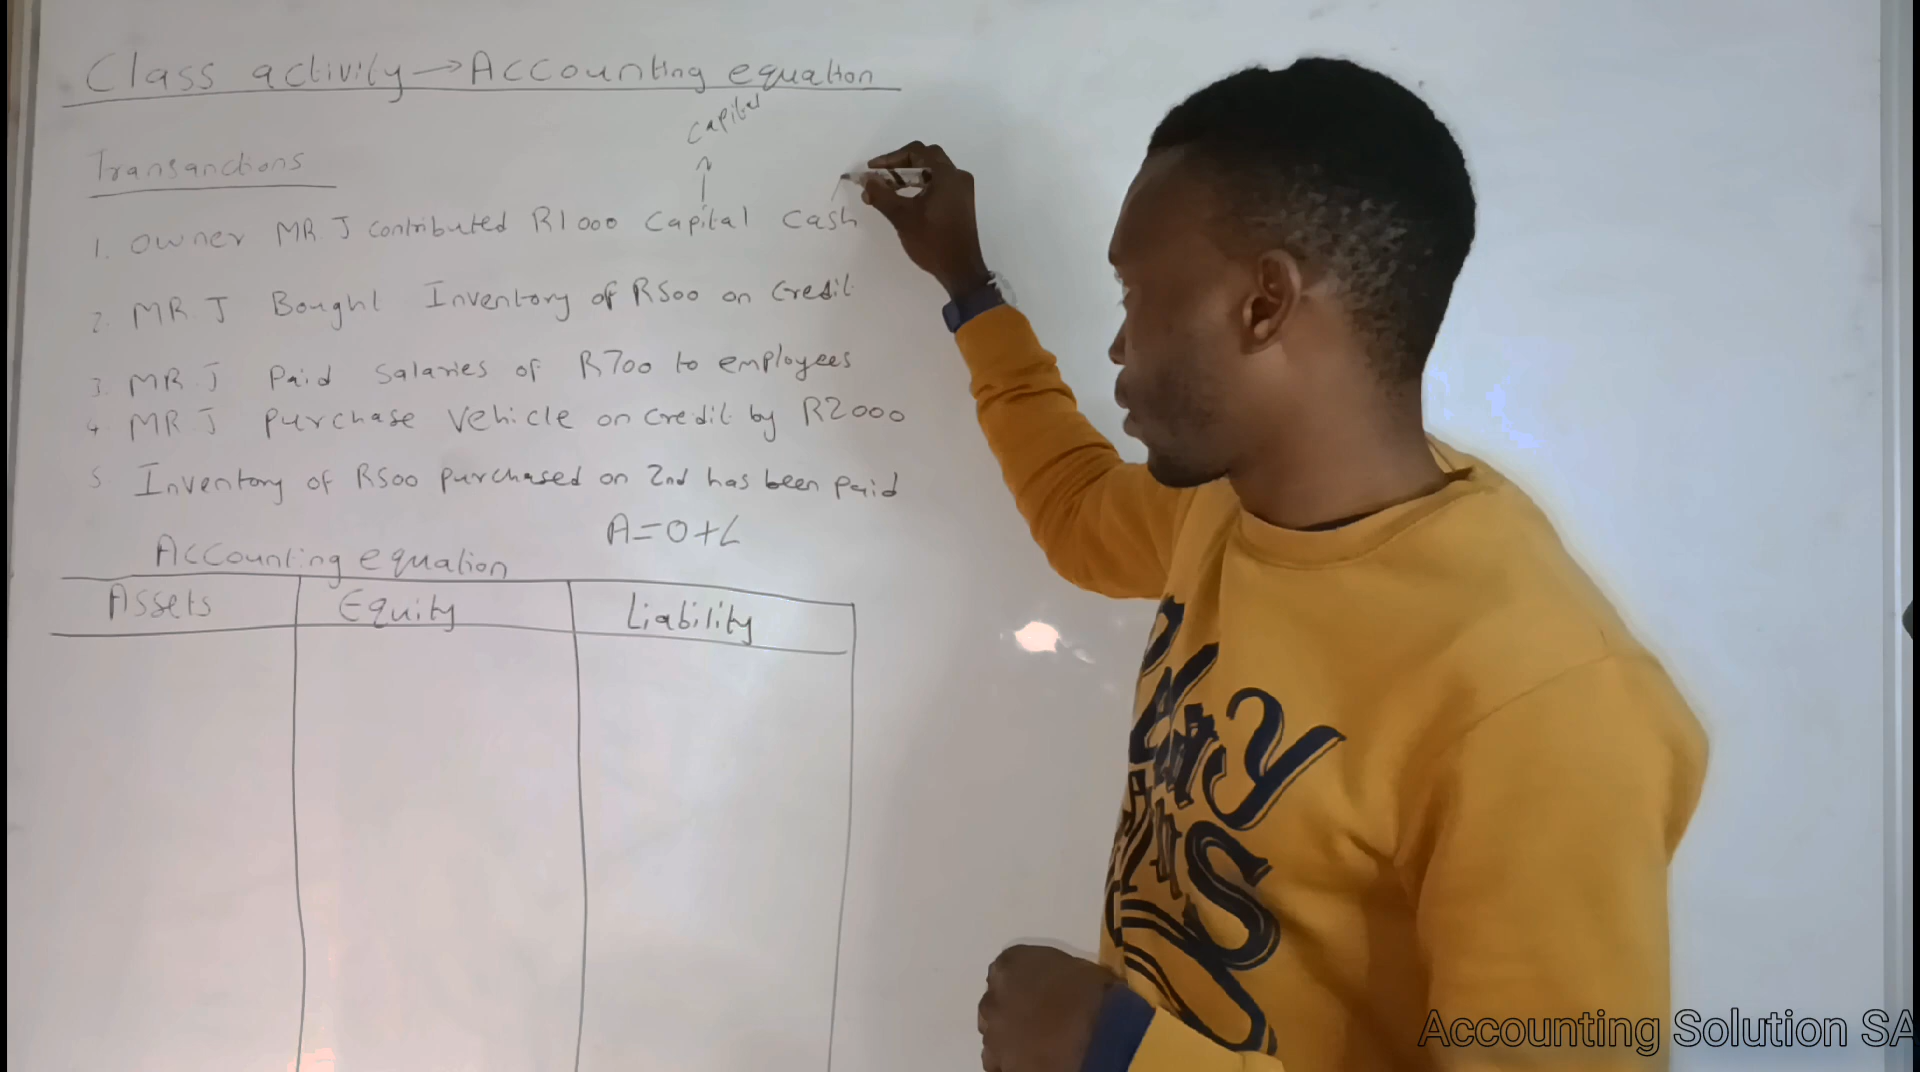 Class activity → Accounting equation
Capital
Transanctions
1. Owner MR. J contributed R1000 Capital Cash
2. MR. J Bought Inventory of R500 on Credit
3. MR. J Paid Salaries of R700 to employees
4. MR J purchase Vehicle on credit by R2000
5 Inventory of R500 purchased on 2nd has been paid
A=O+L
Accounting equation
Assets Equity Liability
Accounting Solution SA